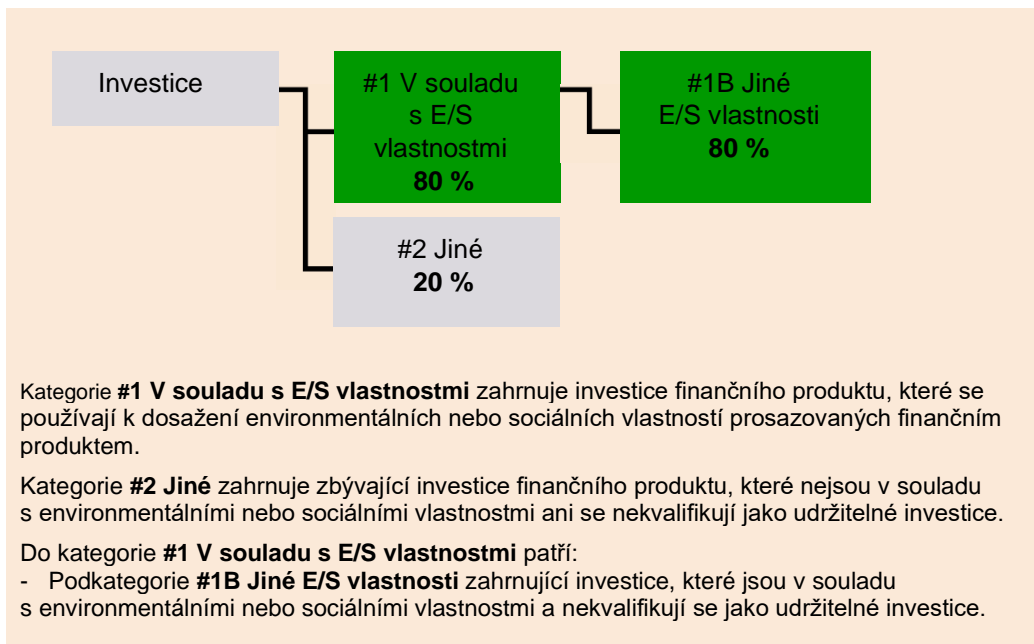 Investice
#1 V souladu
s E/S
vlastnostmi
80 %
#1B Jiné
E/S vlastnosti
80 %
#2 Jiné
20 %
Kategorie #1 V souladu s E/S vlastnostmi zahrnuje investice finančního produktu, které se
používají k dosažení environmentálních nebo sociálních vlastností prosazovaných finančním
produktem.
Kategorie #2 Jiné zahrnuje zbývající investice finančního produktu, které nejsou v souladu
s environmentálními nebo sociálními vlastnostmi ani se nekvalifikují jako udržitelné investice.
Do kategorie #1 V souladu s E/S vlastnostmi patří:
- Podkategorie #1B Jiné E/S vlastnosti zahrnující investice, které jsou v souladu
s environmentálními nebo sociálními vlastnostmi a nekvalifikují se jako udržitelné investice.